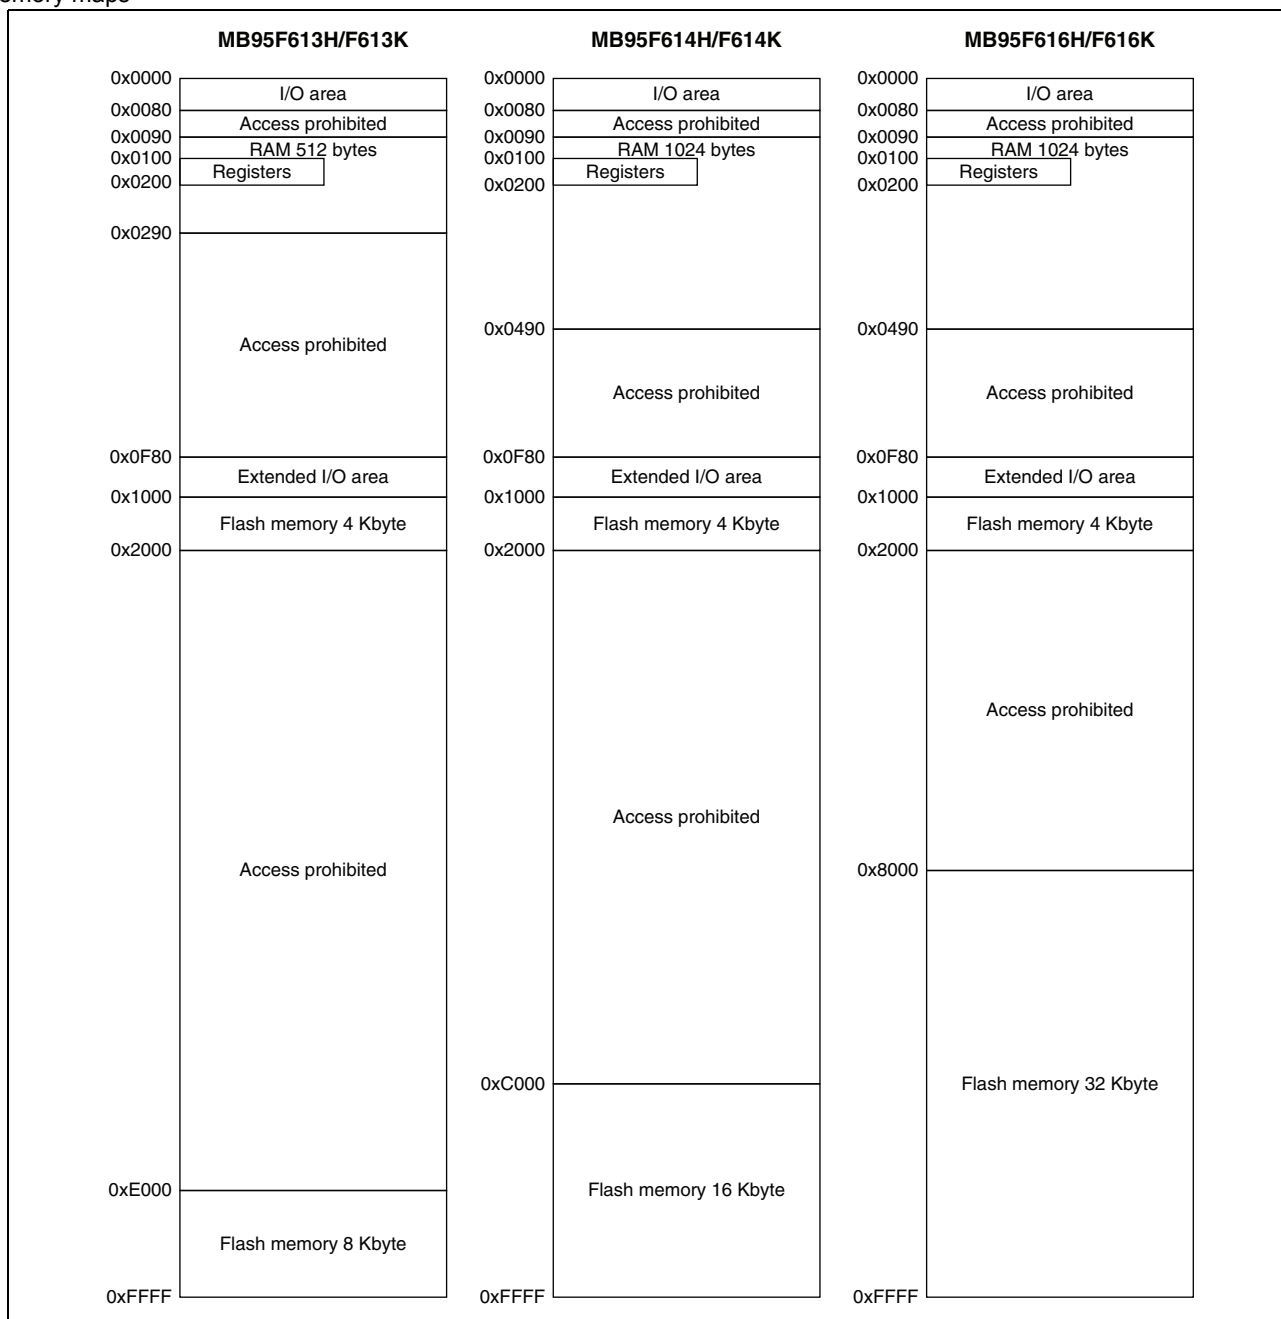 emory maps
MB95F613H/F613K
0x0000
I/O area
0x0080
Access prohibited
0x0090
RAM 512 bytes
0x0100
Registers
0x0200
0x0290
Access prohibited
0x0F80
Extended I/O area
0x1000
Flash memory 4 Kbyte
0x2000
Access prohibited
0xE000
Flash memory 8 Kbyte
0xFFFF
MB95F614H/F614K
0x0000
I/O area
0x0080
Access prohibited
0x0090
RAM 1024 bytes
0x0100
Registers
0x0200
0x0490
Access prohibited
0x0F80
Extended I/O area
0x1000
Flash memory 4 Kbyte
0x2000
Access prohibited
0xC000
Flash memory 16 Kbyte
0xFFFF
MB95F616H/F616K
0x0000
I/O area
0x0080
Access prohibited
0x0090
RAM 1024 bytes
0x0100
Registers
0x0200
0x0490
Access prohibited
0x0F80
Extended I/O area
0x1000
Flash memory 4 Kbyte
0x2000
Access prohibited
0x8000
Flash memory 32 Kbyte
0xFFFF